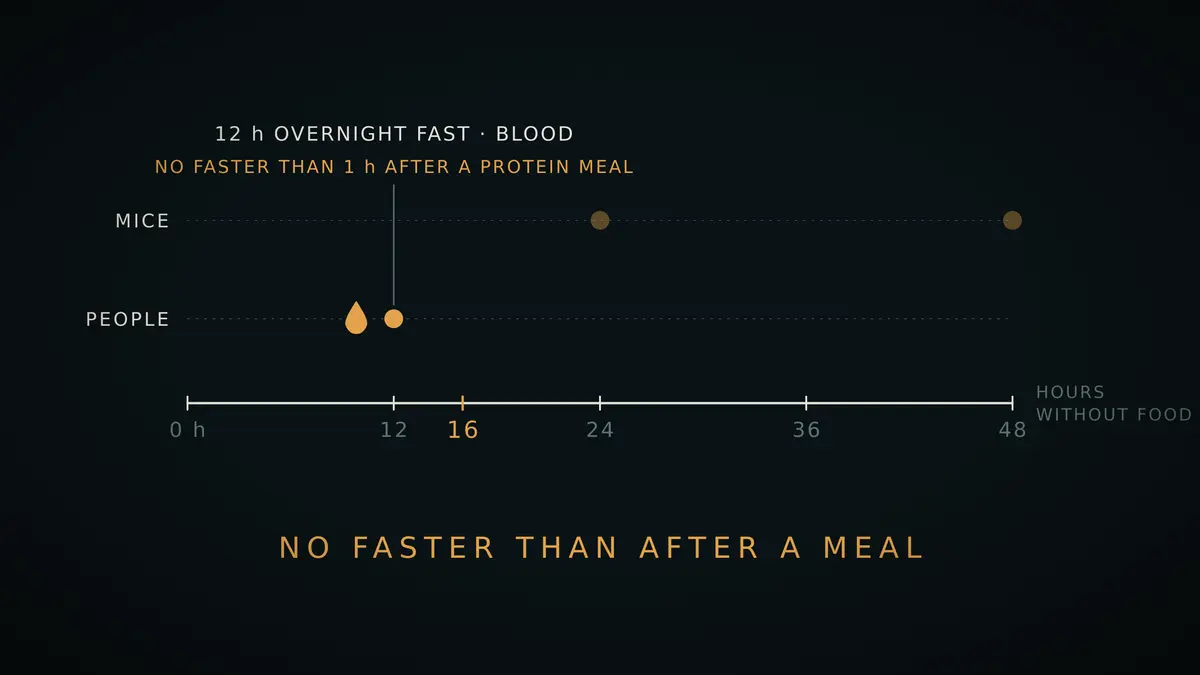 12 h OVERNIGHT FAST · BLOOD
NO FASTER THAN 1 h AFTER A PROTEIN MEAL
MICE
PEOPLE
HOURS
WITHOUT FOOD
0 h
12
16
24
36
48
NO FASTER THAN AFTER A MEAL